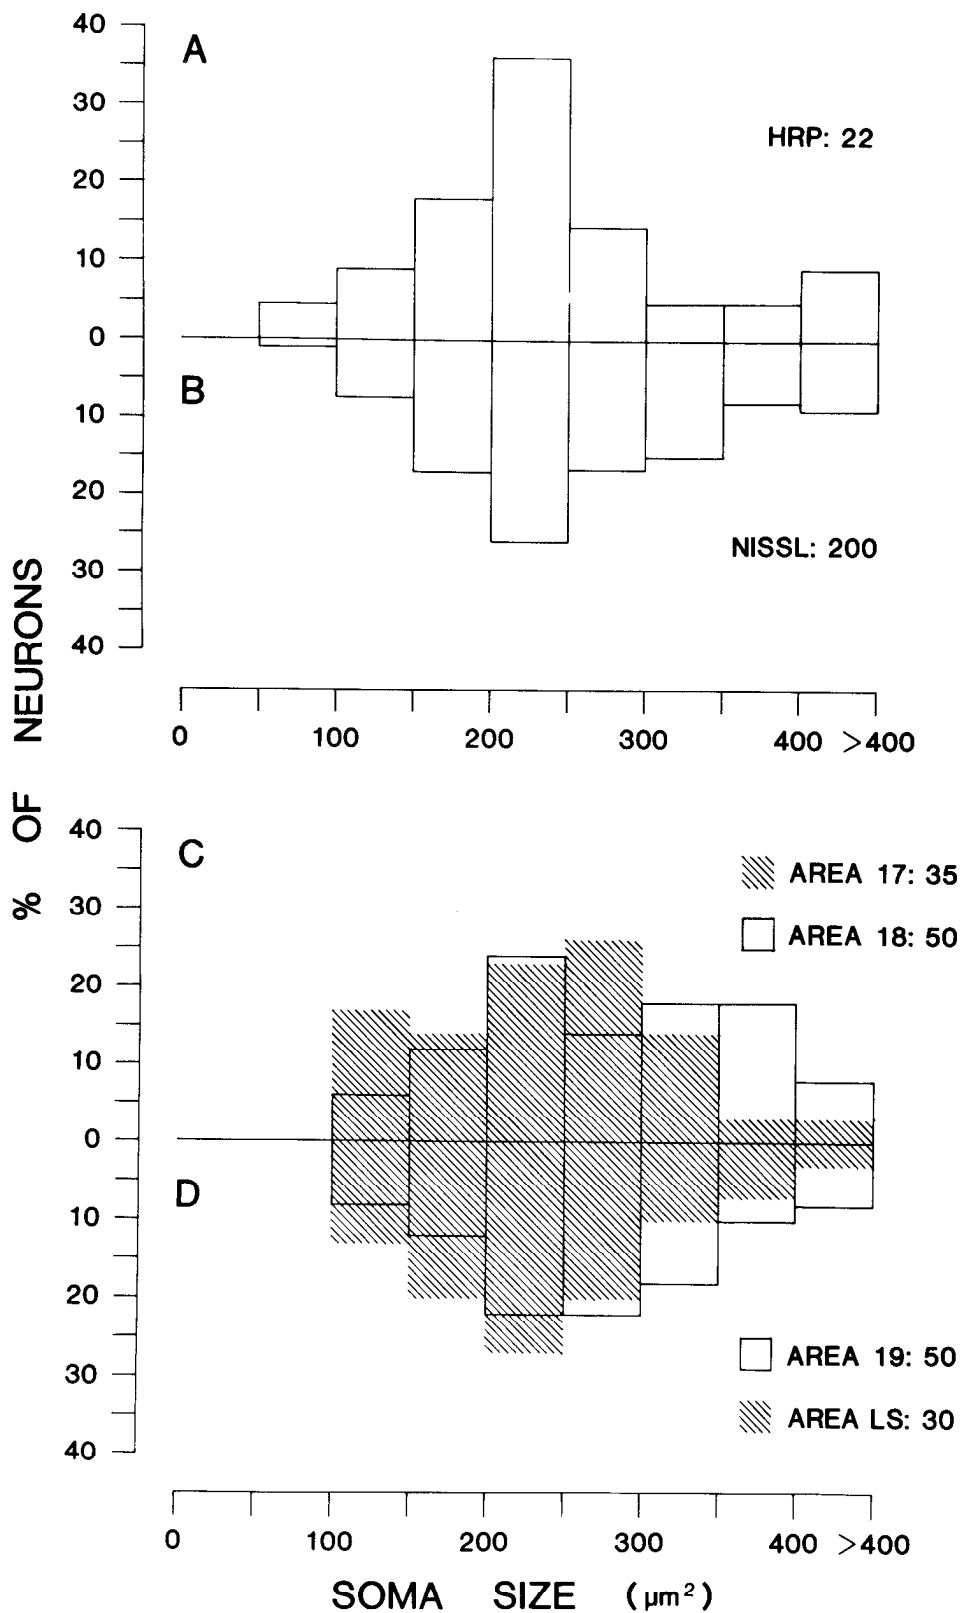 % OF NEURONS
A
40
30
20
10
0
HRP: 22
B
10
20
30
40
NISSL: 200
0 100 200 300 400 >400
C
40
30
20
10
0
AREA 17: 35
AREA 18: 50
D
10
20
30
40
AREA 19: 50
AREA LS: 30
0 100 200 300 400 >400
SOMA SIZE (µm²)